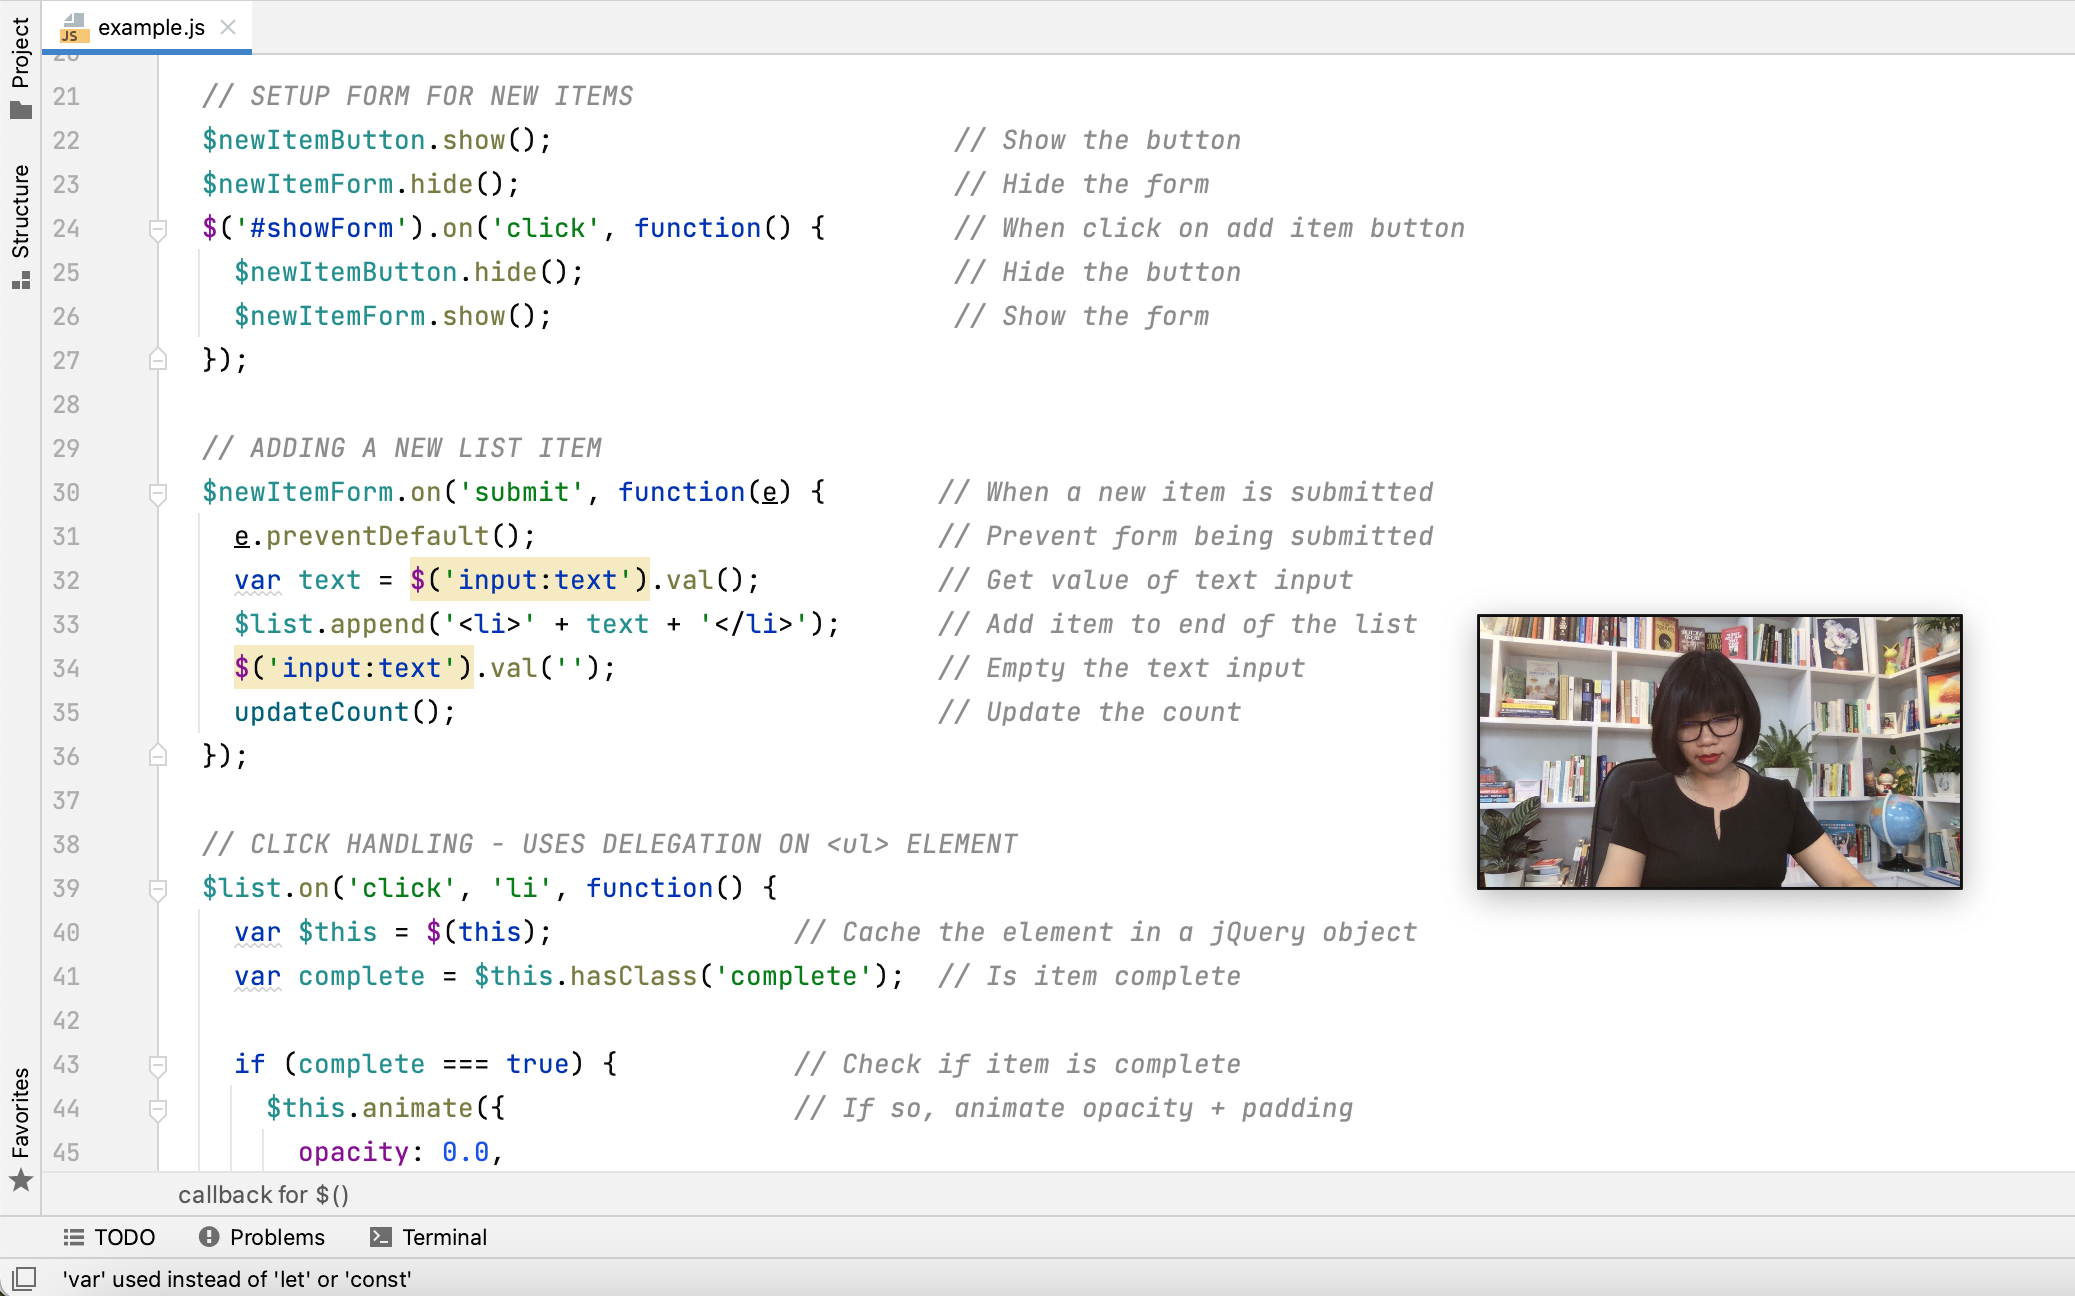 example.js
Project
Structure
Favorites
21 // SETUP FORM FOR NEW ITEMS
22 $newItemButton.show(); // Show the button
23 $newItemForm.hide(); // Hide the form
24 $('#showForm').on('click', function() { // When click on add item button
25 $newItemButton.hide(); // Hide the button
26 $newItemForm.show(); // Show the form
27 });
28
29 // ADDING A NEW LIST ITEM
30 $newItemForm.on('submit', function(e) { // When a new item is submitted
31 e.preventDefault(); // Prevent form being submitted
32 var text = $('input:text').val(); // Get value of text input
33 $list.append('<li>' + text + '</li>'); // Add item to end of the list
34 $('input:text').val(''); // Empty the text input
35 updateCount(); // Update the count
36 });
37
38 // CLICK HANDLING - USES DELEGATION ON <ul> ELEMENT
39 $list.on('click', 'li', function() {
40 var $this = $(this); // Cache the element in a jQuery object
41 var complete = $this.hasClass('complete'); // Is item complete
42
43 if (complete === true) { // Check if item is complete
44 $this.animate({ // If so, animate opacity + padding
45 opacity: 0.0,
callback for $()
TODO Problems Terminal
'var' used instead of 'let' or 'const'